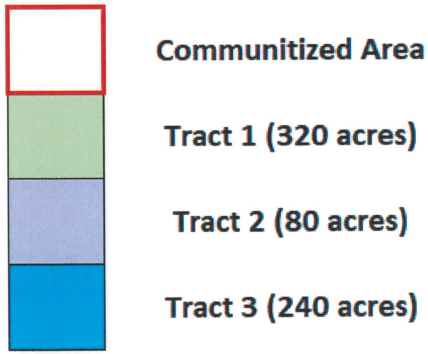 Communitized Area
Tract 1 (320 acres)
Tract 2 (80 acres)
Tract 3 (240 acres)